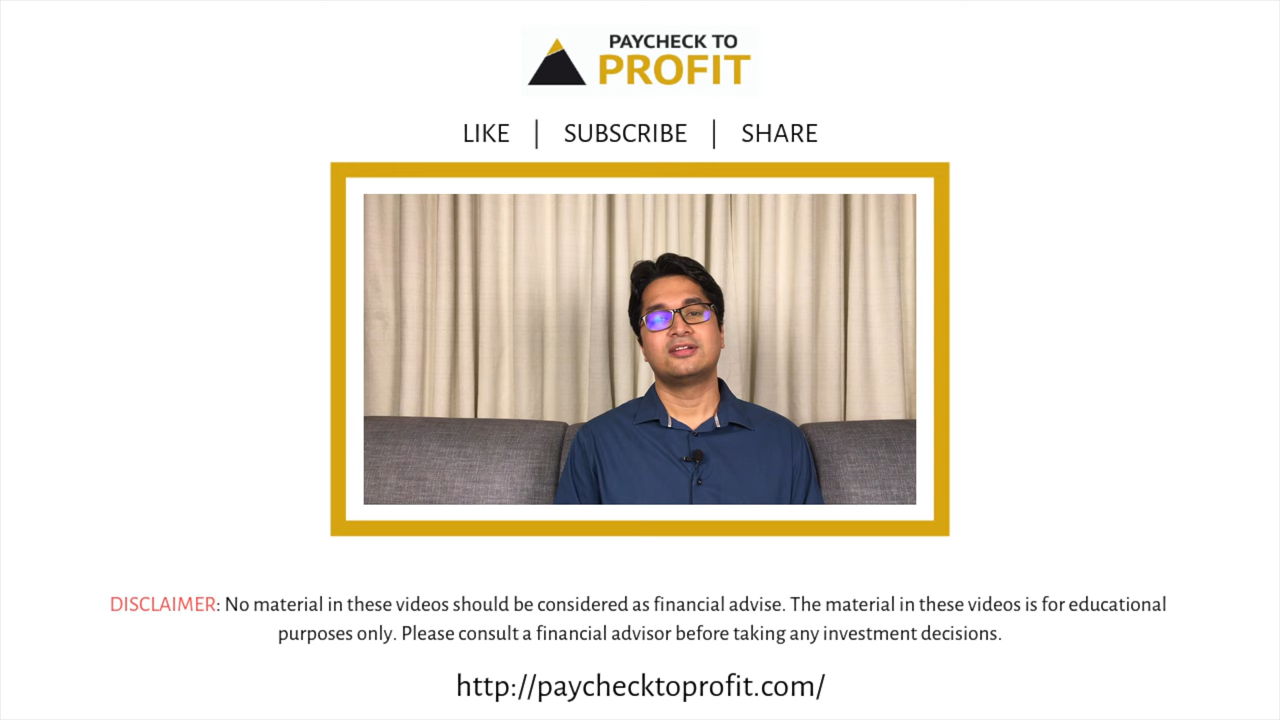 PAYCHECK TO
PROFIT
LIKE | SUBSCRIBE | SHARE
DISCLAIMER: No material in these videos should be considered as financial advise. The material in these videos is for educational
purposes only. Please consult a financial advisor before taking any investment decisions.
http://paychecktoprofit.com/